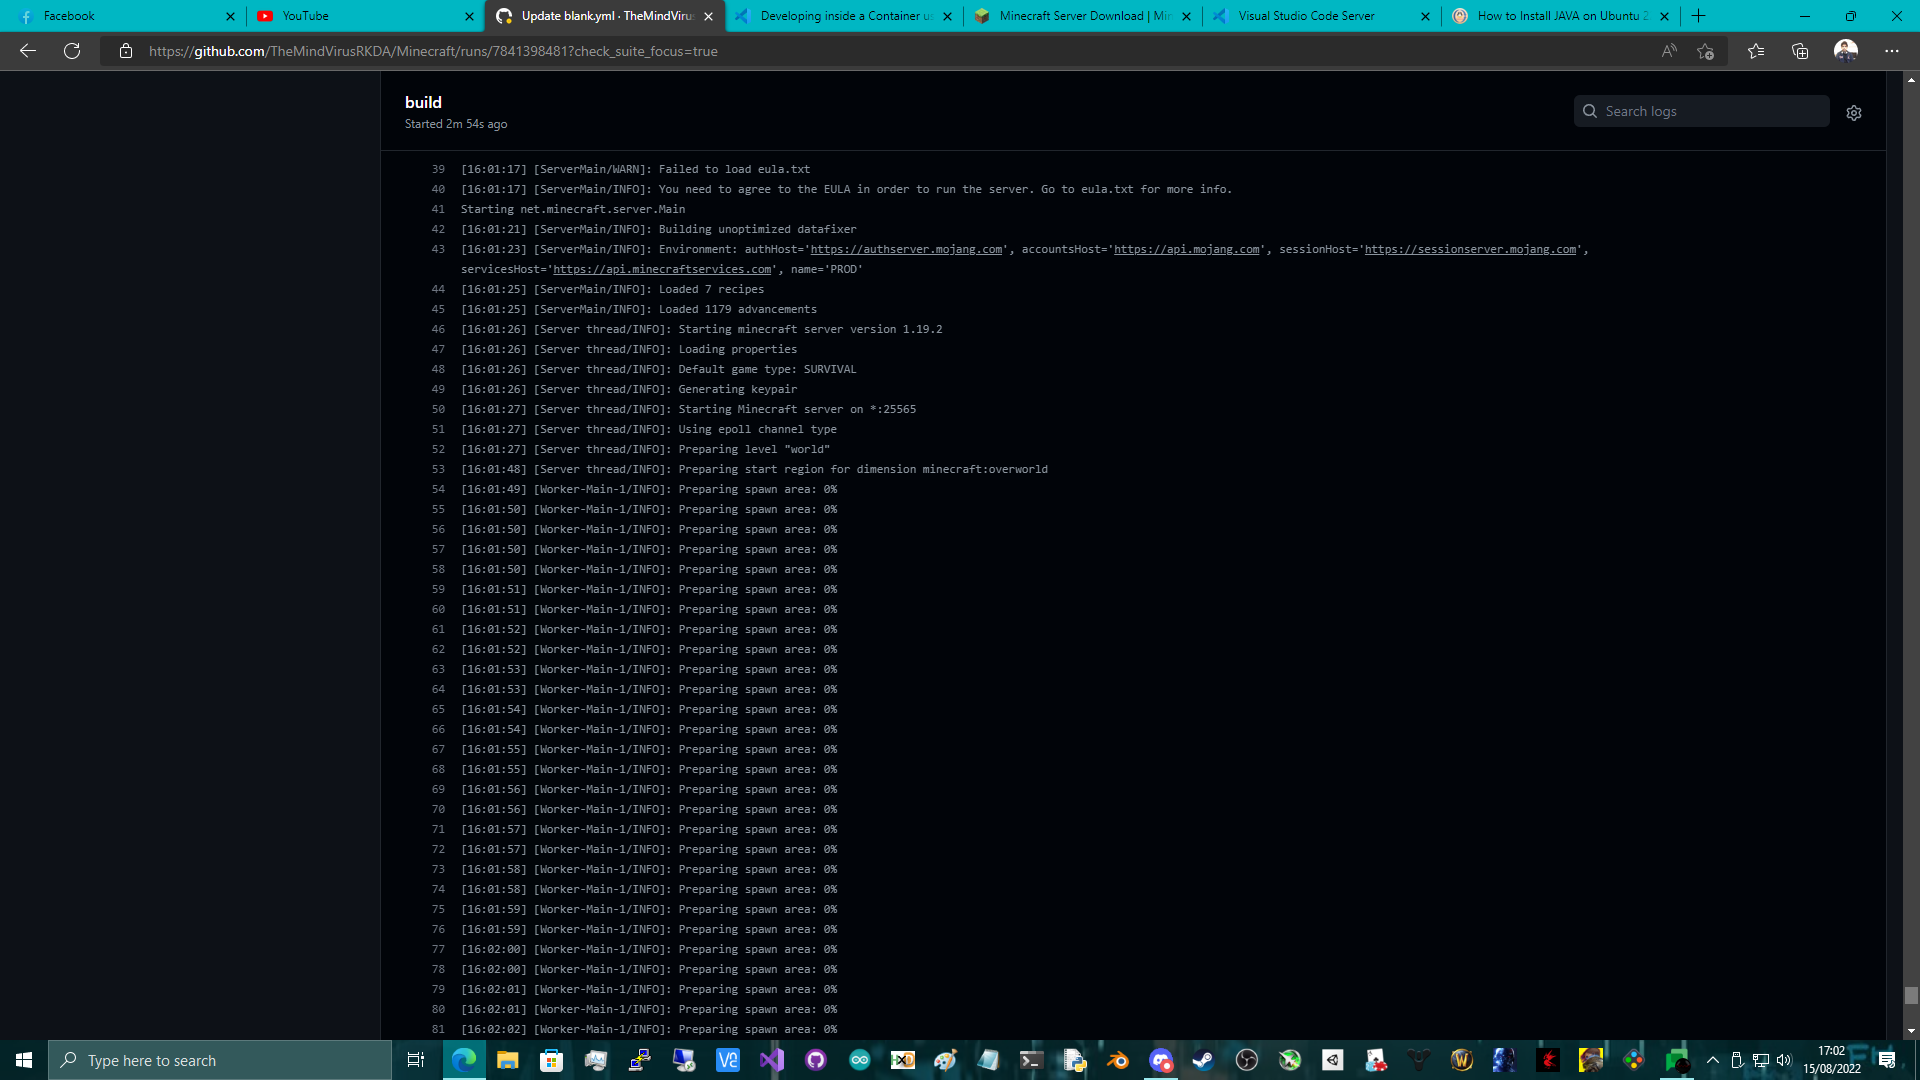 Facebook
YouTube
Update blank.yml · TheMindVirus
Developing inside a Container us
Minecraft Server Download | Min
Visual Studio Code Server
How to Install JAVA on Ubuntu 2
https://github.com/TheMindVirusRKDA/Minecraft/runs/7841398481?check_suite_focus=true
build
Started 2m 54s ago
Search logs
39 [16:01:17] [ServerMain/WARN]: Failed to load eula.txt
40 [16:01:17] [ServerMain/INFO]: You need to agree to the EULA in order to run the server. Go to eula.txt for more info.
41 Starting net.minecraft.server.Main
42 [16:01:21] [ServerMain/INFO]: Building unoptimized datafixer
43 [16:01:23] [ServerMain/INFO]: Environment: authHost='https://authserver.mojang.com', accountsHost='https://api.mojang.com', sessionHost='https://sessionserver.mojang.com',
servicesHost='https://api.minecraftservices.com', name='PROD'
44 [16:01:25] [ServerMain/INFO]: Loaded 7 recipes
45 [16:01:25] [ServerMain/INFO]: Loaded 1179 advancements
46 [16:01:26] [Server thread/INFO]: Starting minecraft server version 1.19.2
47 [16:01:26] [Server thread/INFO]: Loading properties
48 [16:01:26] [Server thread/INFO]: Default game type: SURVIVAL
49 [16:01:26] [Server thread/INFO]: Generating keypair
50 [16:01:27] [Server thread/INFO]: Starting Minecraft server on *:25565
51 [16:01:27] [Server thread/INFO]: Using epoll channel type
52 [16:01:27] [Server thread/INFO]: Preparing level "world"
53 [16:01:48] [Server thread/INFO]: Preparing start region for dimension minecraft:overworld
54 [16:01:49] [Worker-Main-1/INFO]: Preparing spawn area: 0%
55 [16:01:50] [Worker-Main-1/INFO]: Preparing spawn area: 0%
56 [16:01:50] [Worker-Main-1/INFO]: Preparing spawn area: 0%
57 [16:01:50] [Worker-Main-1/INFO]: Preparing spawn area: 0%
58 [16:01:50] [Worker-Main-1/INFO]: Preparing spawn area: 0%
59 [16:01:51] [Worker-Main-1/INFO]: Preparing spawn area: 0%
60 [16:01:51] [Worker-Main-1/INFO]: Preparing spawn area: 0%
61 [16:01:52] [Worker-Main-1/INFO]: Preparing spawn area: 0%
62 [16:01:52] [Worker-Main-1/INFO]: Preparing spawn area: 0%
63 [16:01:53] [Worker-Main-1/INFO]: Preparing spawn area: 0%
64 [16:01:53] [Worker-Main-1/INFO]: Preparing spawn area: 0%
65 [16:01:54] [Worker-Main-1/INFO]: Preparing spawn area: 0%
66 [16:01:54] [Worker-Main-1/INFO]: Preparing spawn area: 0%
67 [16:01:55] [Worker-Main-1/INFO]: Preparing spawn area: 0%
68 [16:01:55] [Worker-Main-1/INFO]: Preparing spawn area: 0%
69 [16:01:56] [Worker-Main-1/INFO]: Preparing spawn area: 0%
70 [16:01:56] [Worker-Main-1/INFO]: Preparing spawn area: 0%
71 [16:01:57] [Worker-Main-1/INFO]: Preparing spawn area: 0%
72 [16:01:57] [Worker-Main-1/INFO]: Preparing spawn area: 0%
73 [16:01:58] [Worker-Main-1/INFO]: Preparing spawn area: 0%
74 [16:01:58] [Worker-Main-1/INFO]: Preparing spawn area: 0%
75 [16:01:59] [Worker-Main-1/INFO]: Preparing spawn area: 0%
76 [16:01:59] [Worker-Main-1/INFO]: Preparing spawn area: 0%
77 [16:02:00] [Worker-Main-1/INFO]: Preparing spawn area: 0%
78 [16:02:00] [Worker-Main-1/INFO]: Preparing spawn area: 0%
79 [16:02:01] [Worker-Main-1/INFO]: Preparing spawn area: 0%
80 [16:02:01] [Worker-Main-1/INFO]: Preparing spawn area: 0%
81 [16:02:02] [Worker-Main-1/INFO]: Preparing spawn area: 0%
Type here to search
17:02
15/08/2022